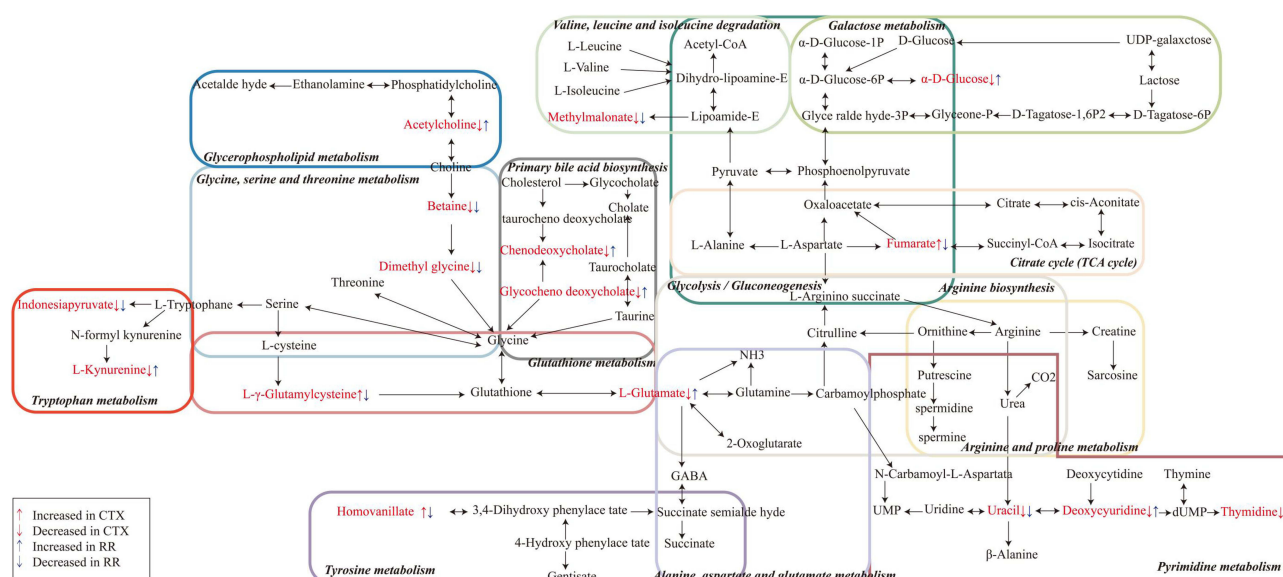 Valine, leucine and isoleucine degradation
Galactose metabolism
L-Leucine
Acetyl-CoA
α-D-Glucose-1P
D-Glucose
UDP-galaxctose
L-Valine
Dihydro-lipoamine-E
α-D-Glucose-6P
α-D-Glucose↓↑
Lactose
L-Isoleucine
Methylmalonate↓↓
Lipoamide-E
Glyce ralde hyde-3P
Glyceone-P
D-Tagatose-1,6P2
D-Tagatose-6P
Acetalde hyde
Ethanolamine
Phosphatidylcholine
Acetylcholine↓↑
Glycerophospholipid metabolism
Choline
Glycine, serine and threonine metabolism
Primary bile acid biosynthesis
Cholesterol
Glycocholate
Pyruvate
Phosphoenolpyruvate
Betaine↓↓
Cholate
taurocheno deoxycholate
Oxaloacetate
Citrate
cis-Aconitate
Chenodeoxycholate↓↑
L-Alanine
L-Aspartate
Fumarate↑↓
Succinyl-CoA
Isocitrate
Citrate cycle (TCA cycle)
Dimethyl glycine↓↓
Taurocholate
Threonine
Glycocheno deoxycholate↓↑
Glycolysis / Gluconeogenesis
Arginine biosynthesis
Indonesiapyruvate↓↓
L-Tryptophane
Serine
Taurine
L-Arginino succinate
N-formyl kynurenine
L-cysteine
Glycine
Citrulline
Ornithine
Arginine
Creatine
Glutathione metabolism
NH3
L-Kynurenine↓↑
Putrescine
CO2
Sarcosine
Tryptophan metabolism
L-γ-Glutamylcysteine↑↓
Glutathione
L-Glutamate↓↑
Glutamine
Carbamoylphosphate
spermidine
Urea
spermine
2-Oxoglutarate
Arginine and proline metabolism
GABA
N-Carbamoyl-L-Aspartata
Deoxycytidine
Thymine
Homovanillate ↑↓
3,4-Dihydroxy phenylace tate
Succinate semialde hyde
UMP
Uridine
Uracil↓↓
Deoxycyuridine↓↑
dUMP
Thymidine↓
4-Hydroxy phenylace tate
Succinate
β-Alanine
Gentisate
Tyrosine metabolism
Alanine, aspartate and glutamate metabolism
Pyrimidine metabolism
↑ Increased in CTX
↓ Decreased in CTX
↑ Increased in RR
↓ Decreased in RR